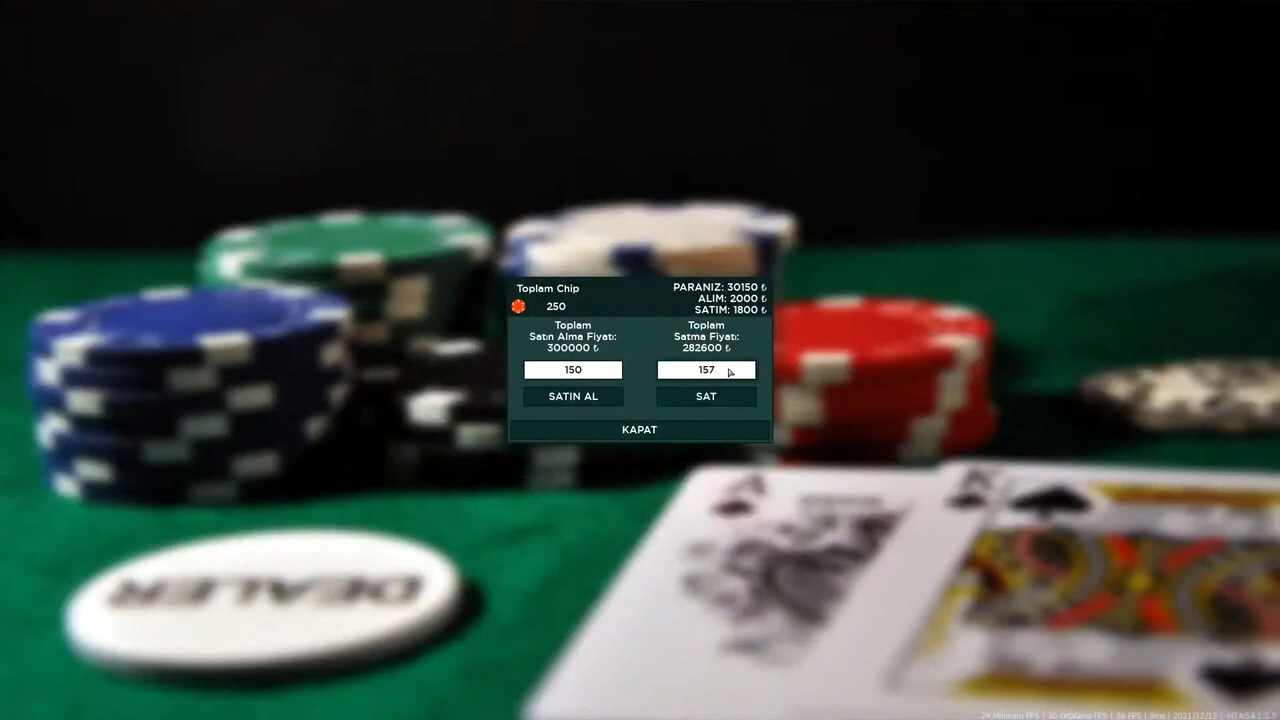 Toplam Chip
250
PARANIZ: 30150 ₺
ALIM: 2000 ₺
SATIM: 1800 ₺
Toplam
Satın Alma Fiyatı:
300000 ₺
150
SATIN AL
Toplam
Satma Fiyatı:
282600 ₺
157
SAT
KAPAT
A
K
DEALER